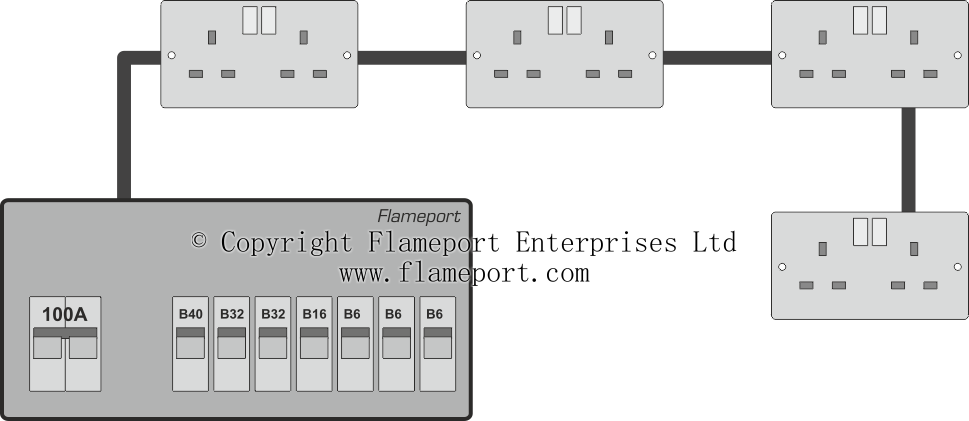 Flameport
© Copyright Flameport Enterprises Ltd
www.flameport.com
100A B40 B32 B32 B16 B6 B6 B6